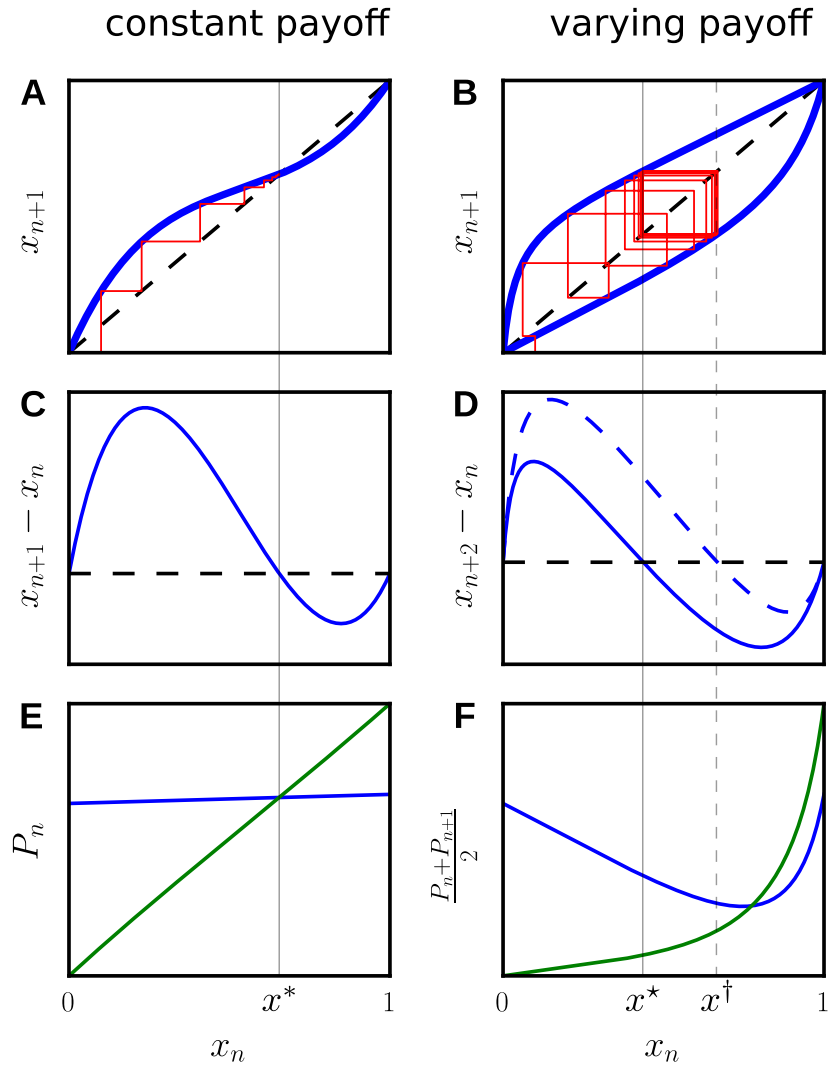 constant payoff varying payoff
A B
x_{n+1} x_{n+1}
C D
x_{n+1} − x_n x_{n+2} − x_n
E F
P_n \frac{P_n+P_{n+1}}{2}
0 x* 1 0 x⋆ x† 1
x_n x_n